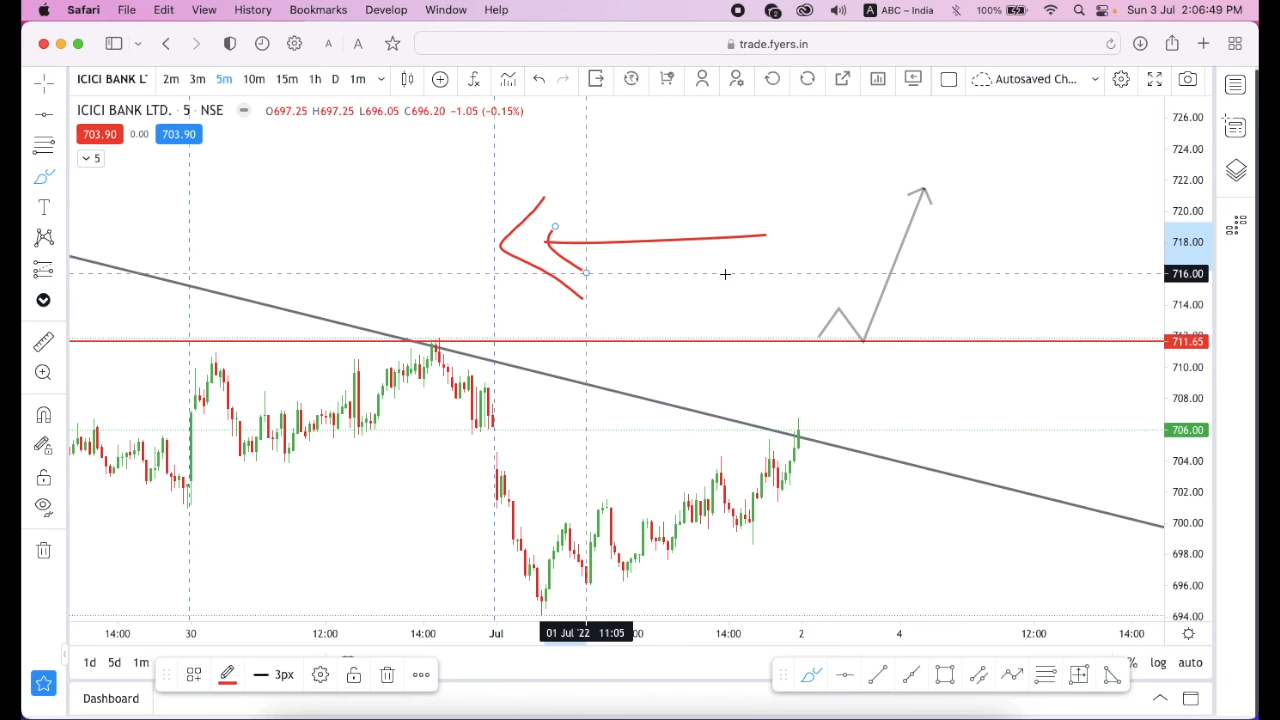 Safari File Edit View History Bookmarks Develop Window Help 2 A ABC – India 100% Sun 3 Jul 2:06:49 PM
A A trade.fyers.in
ICICI BANK LT 2m 3m 5m 10m 15m 1h D 1m Autosaved Ch...
ICICI BANK LTD. · 5 · NSE O697.25 H697.25 L696.05 C696.20 −1.05 (−0.15%)
703.90 0.00 703.90
5
726.00
724.00
722.00
720.00
718.00
716.00
714.00
711.65
710.00
708.00
706.00
704.00
702.00
700.00
698.00
696.00
694.00
14:00 30 12:00 14:00 Jul 01 Jul '22 11:05 14:00 2 4 12:00 14:00
1d 5d 1m 3px % log auto
Dashboard